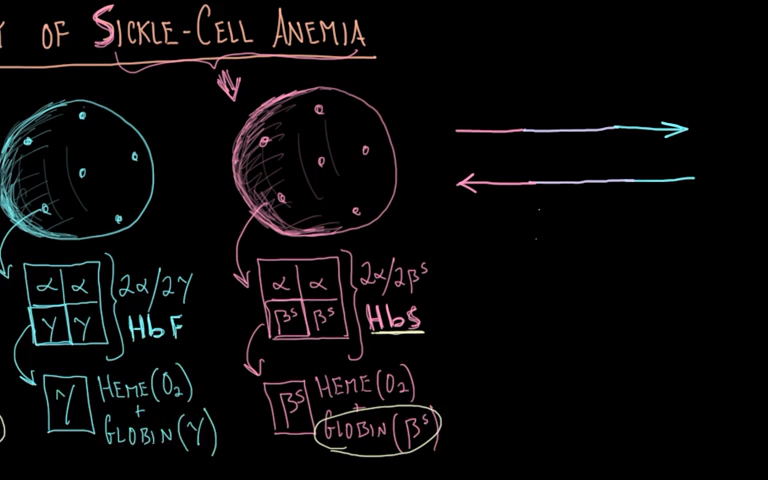 OF SICKLE-CELL ANEMIA
α α
γ γ
2α/2γ
HbF
γ
HEME(O₂)
+
GLOBIN(γ)
α α
βˢ βˢ
2α/2βˢ
HbS
βˢ
HEME(O₂)
+
GLOBIN(βˢ)